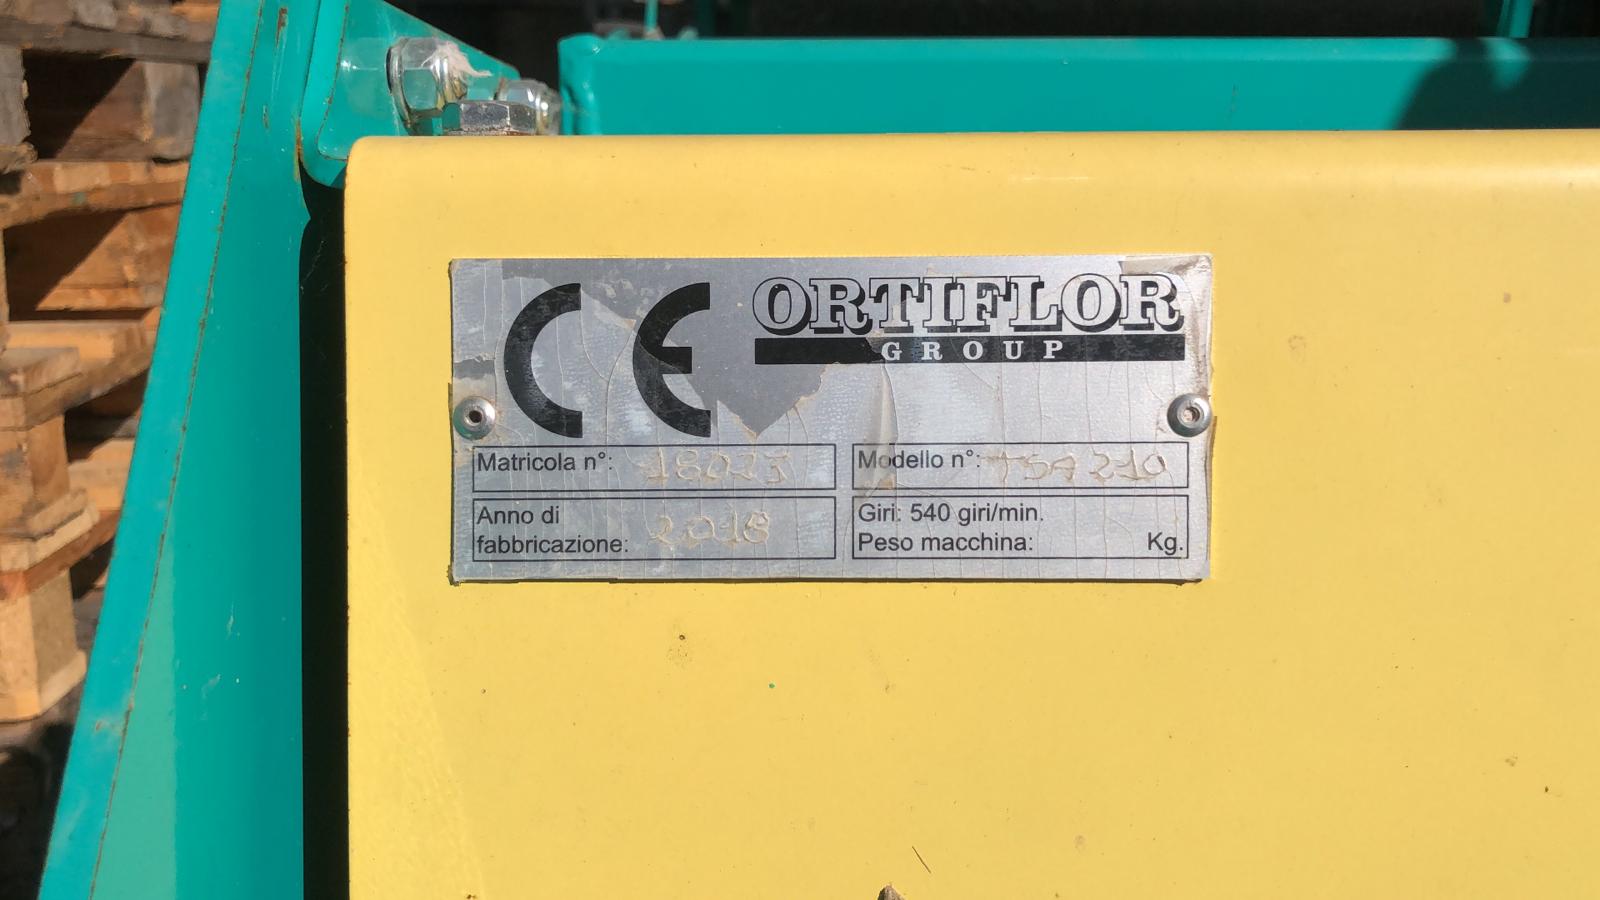 CE
ORTIFLOR
GROUP
Matricola n°: 18023
Modello n°: TSA 210
Anno di
fabbricazione: 2018
Giri: 540 giri/min.
Peso macchina: Kg.